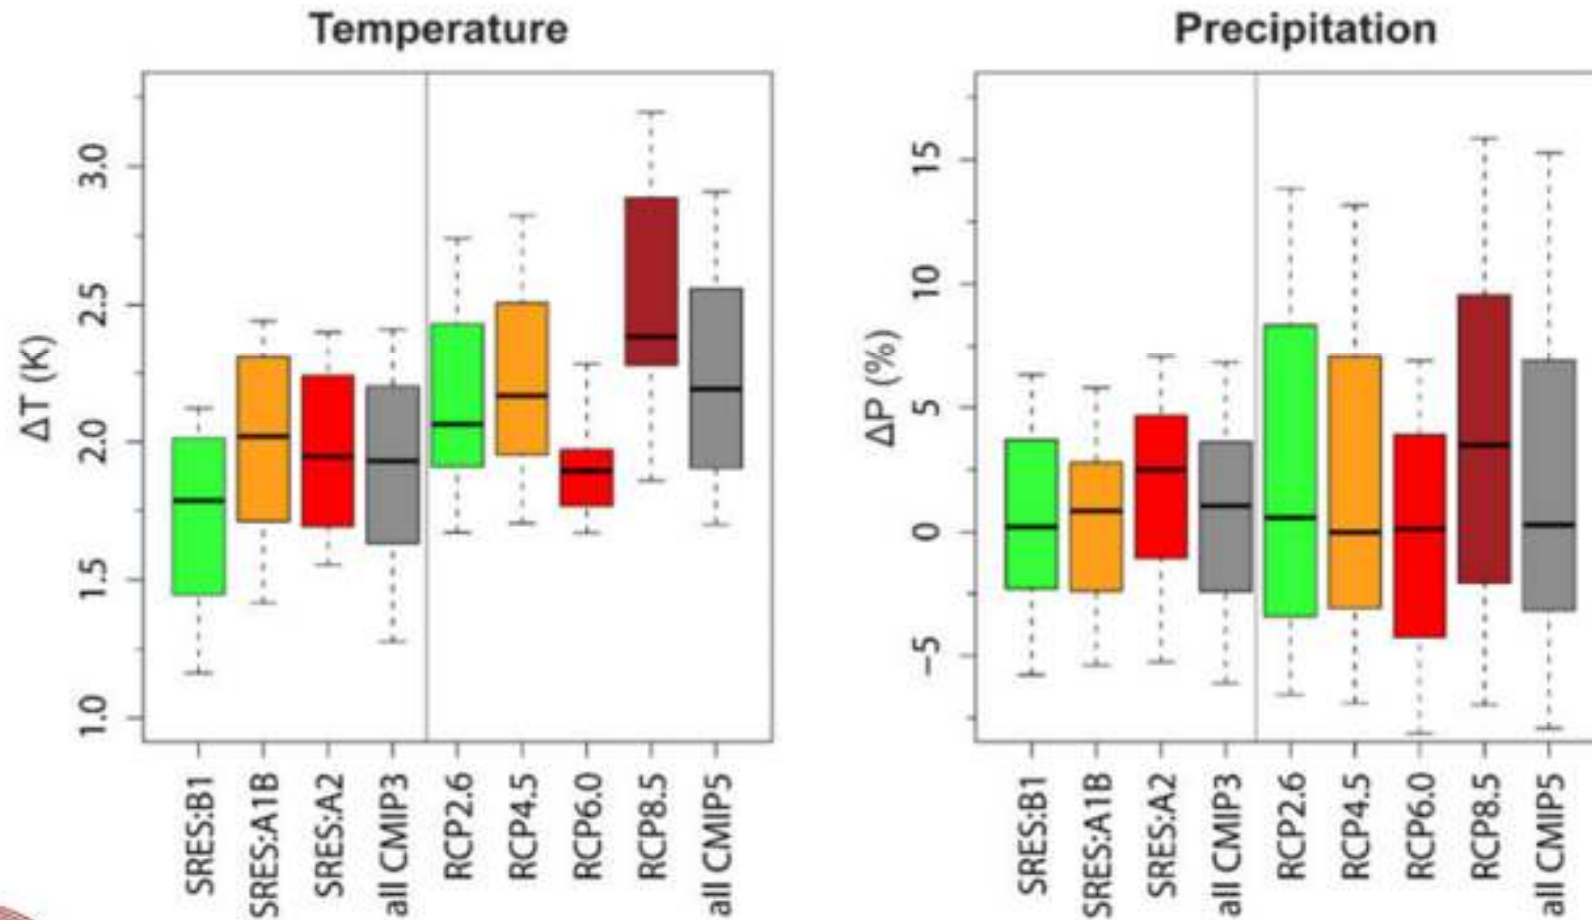 Temperature
ΔT (K)
3.0
2.5
2.0
1.5
1.0
SRES:B1
SRES:A1B
SRES:A2
all CMIP3
RCP2.6
RCP4.5
RCP6.0
RCP8.5
all CMIP5
Precipitation
ΔP (%)
15
10
5
0
−5
SRES:B1
SRES:A1B
SRES:A2
all CMIP3
RCP2.6
RCP4.5
RCP6.0
RCP8.5
all CMIP5